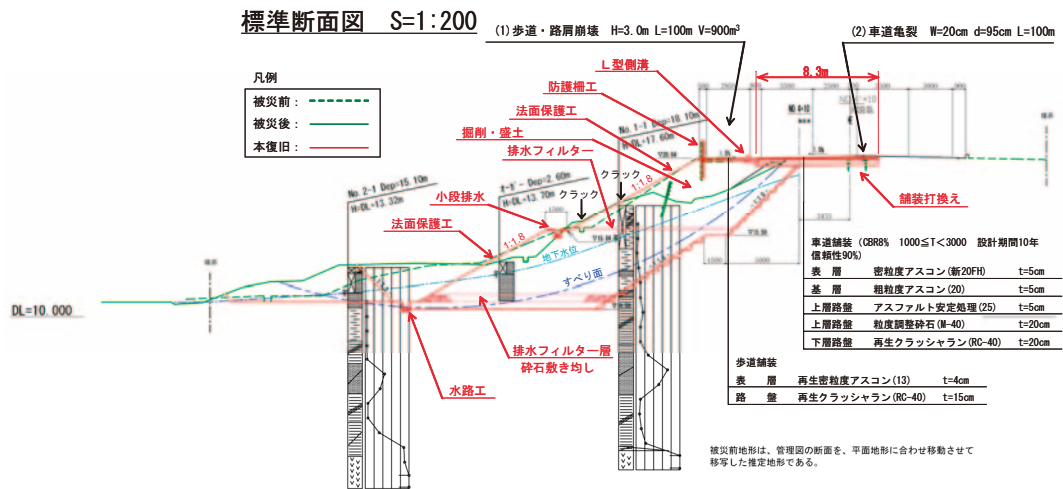 標準断面図 S=1:200
(1)歩道・路肩崩壊 H=3.0m L=100m V=900m³
(2)車道亀裂 W=20cm d=95cm L=100m
凡例
被災前：
被災後：
本復旧：
L型側溝
8.3m
防護柵工
法面保護工
掘削・盛土
排水フィルター
No.1-1 Dep=18.10m
H=DL=17.60m
クラック
クラック
No.2-1 Dep=15.10m
H=DL=13.32m
Dep=2.60m
H=DL=13.70m
小段排水
法面保護工
1:1.8
1:1.8
地下水位
すべり面
舗装打換え
DL=10.000
排水フィルター層
砕石敷き均し
水路工
車道舗装（CBR8% 1000≦T<3000 設計期間10年
信頼性90%）
表 層 密粒度アスコン(新20FH) t=5cm
基 層 粗粒度アスコン(20) t=5cm
上層路盤 アスファルト安定処理(25) t=5cm
上層路盤 粒度調整砕石(M-40) t=20cm
下層路盤 再生クラッシャラン(RC-40) t=20cm
歩道舗装
表 層 再生密粒度アスコン(13) t=4cm
路 盤 再生クラッシャラン(RC-40) t=15cm
被災前地形は、管理図の断面を、平面地形に合わせ移動させて
移写した推定地形である。